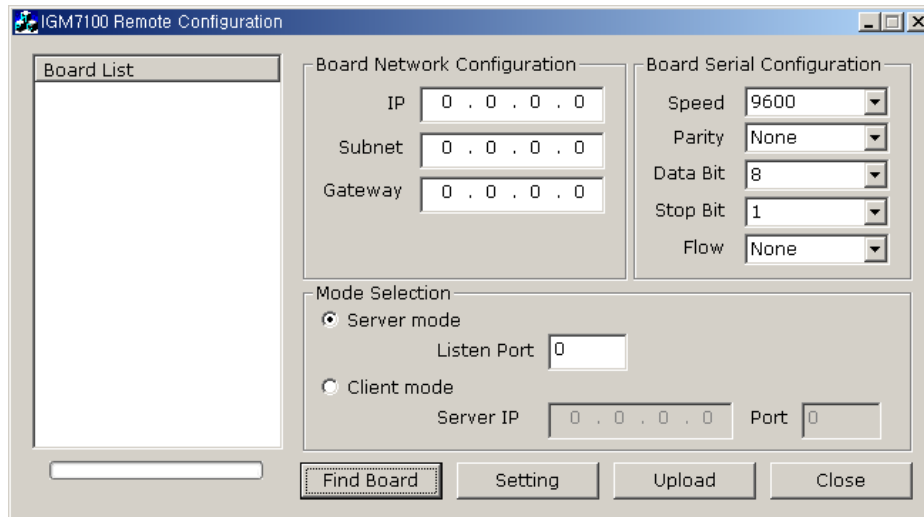 IGM7100 Remote Configuration
Board List
Board Network Configuration
IP 0 . 0 . 0 . 0
Subnet 0 . 0 . 0 . 0
Gateway 0 . 0 . 0 . 0
Board Serial Configuration
Speed 9600
Parity None
Data Bit 8
Stop Bit 1
Flow None
Mode Selection
Server mode
Listen Port 0
Client mode
Server IP 0 . 0 . 0 . 0 Port 0
Find Board Setting Upload Close